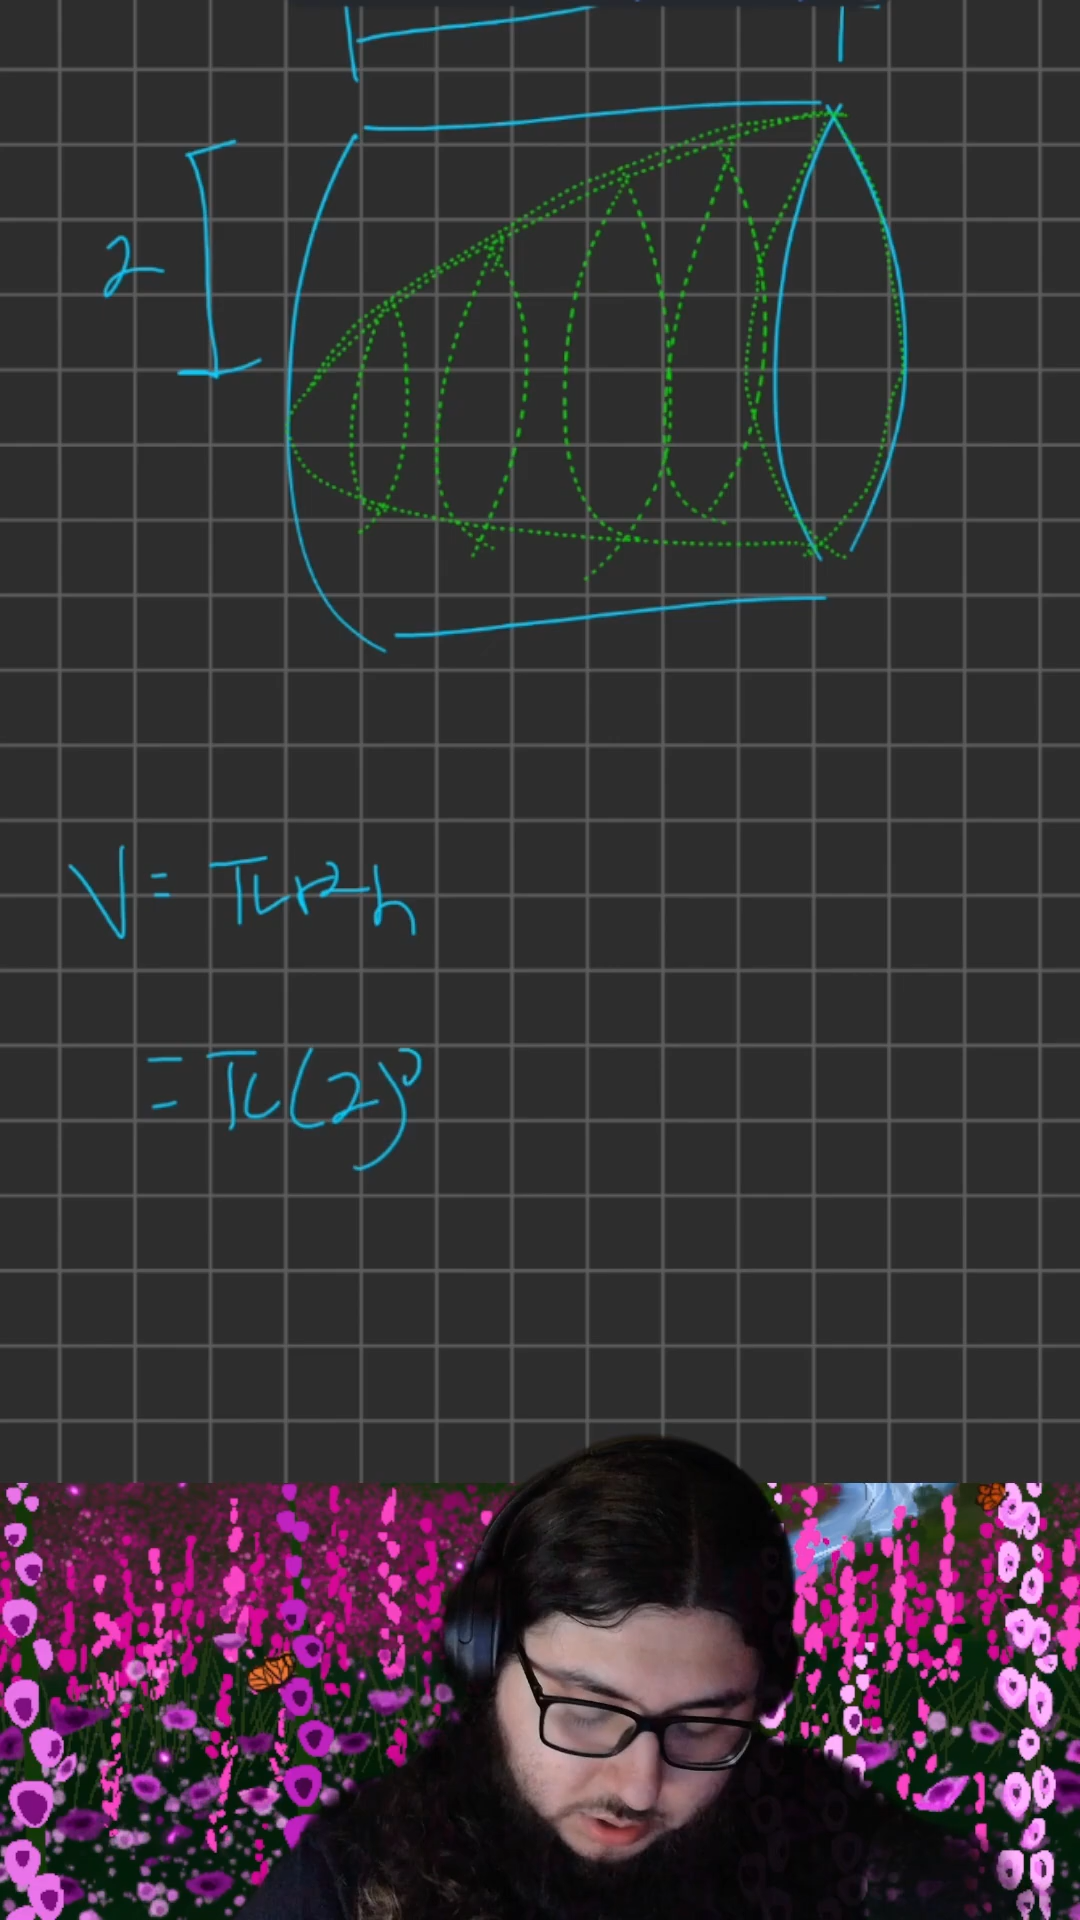 2
V = πr²h
= π(2)²